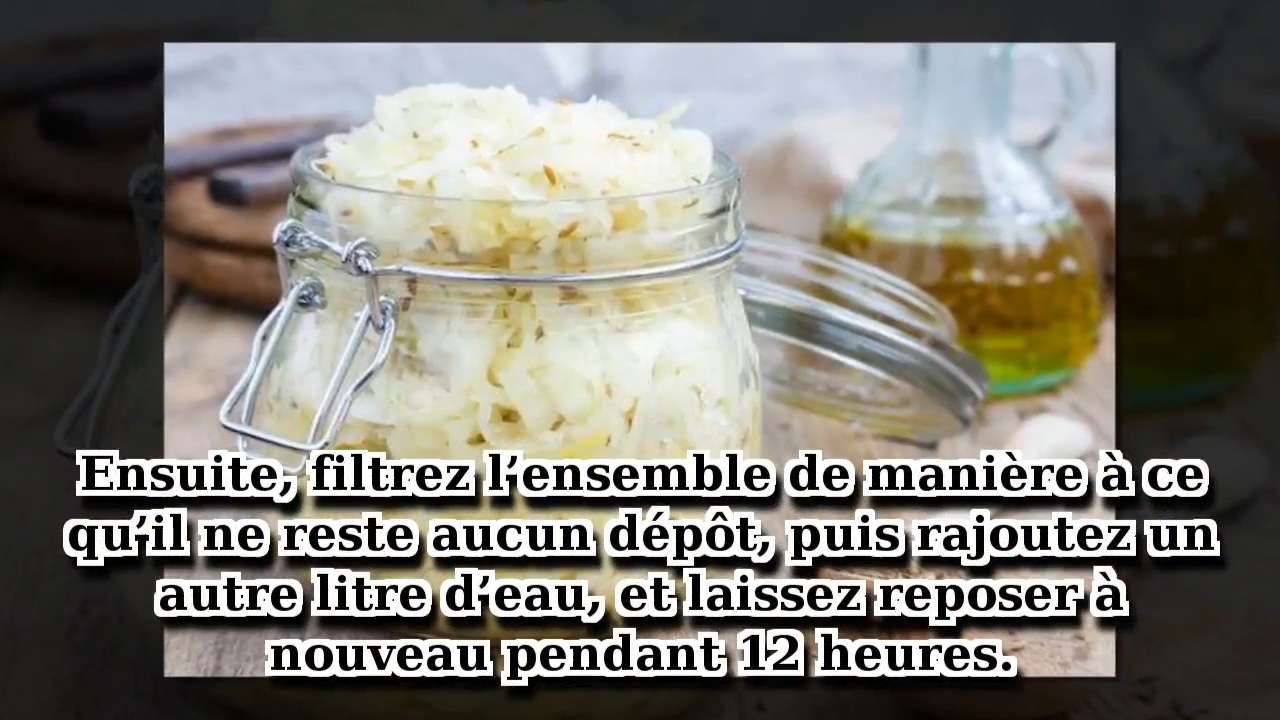 Ensuite, filtrez l’ensemble de manière à ce
qu’il ne reste aucun dépôt, puis rajoutez un
autre litre d’eau, et laissez reposer à
nouveau pendant 12 heures.